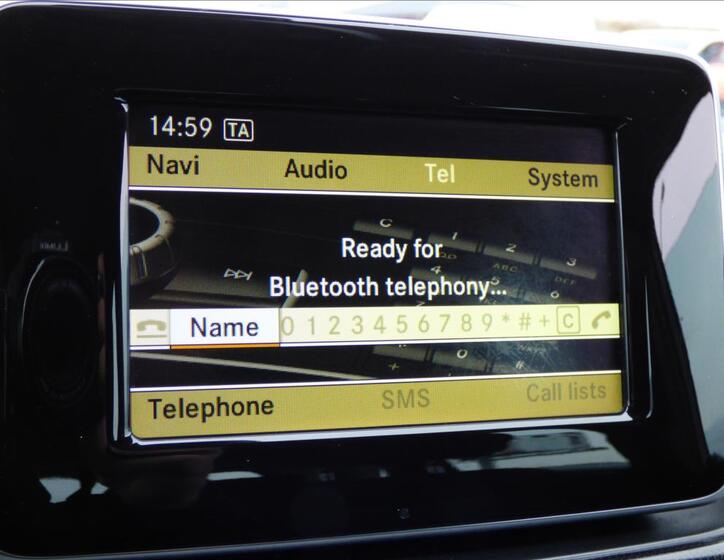 14:59 TA
Navi Audio Tel System
Ready for
Bluetooth telephony...
Name 0 1 2 3 4 5 6 7 8 9 * # + C
Telephone SMS Call lists